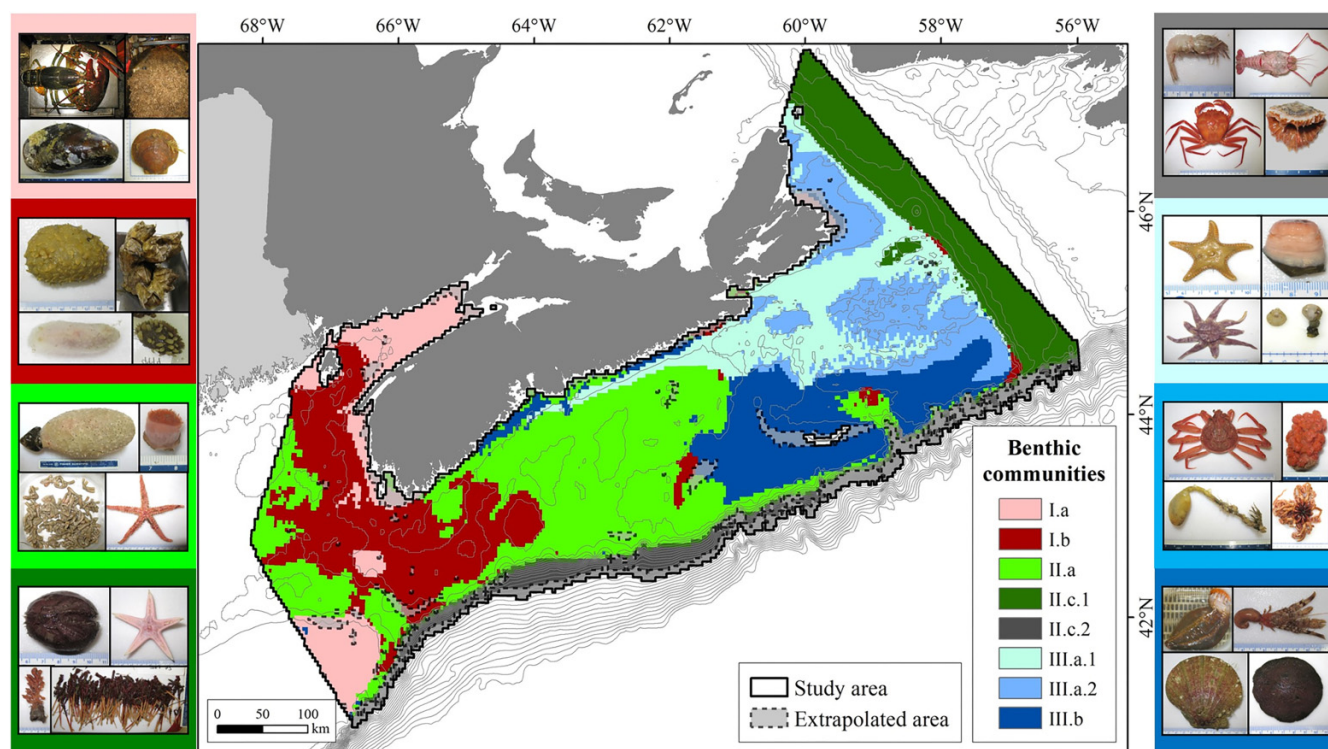 68°W 66°W 64°W 62°W 60°W 58°W 56°W
46°N
44°N
42°N
Benthic
communities
I.a
I.b
II.a
II.c.1
II.c.2
III.a.1
III.a.2
III.b
Study area
Extrapolated area
0 50 100
km